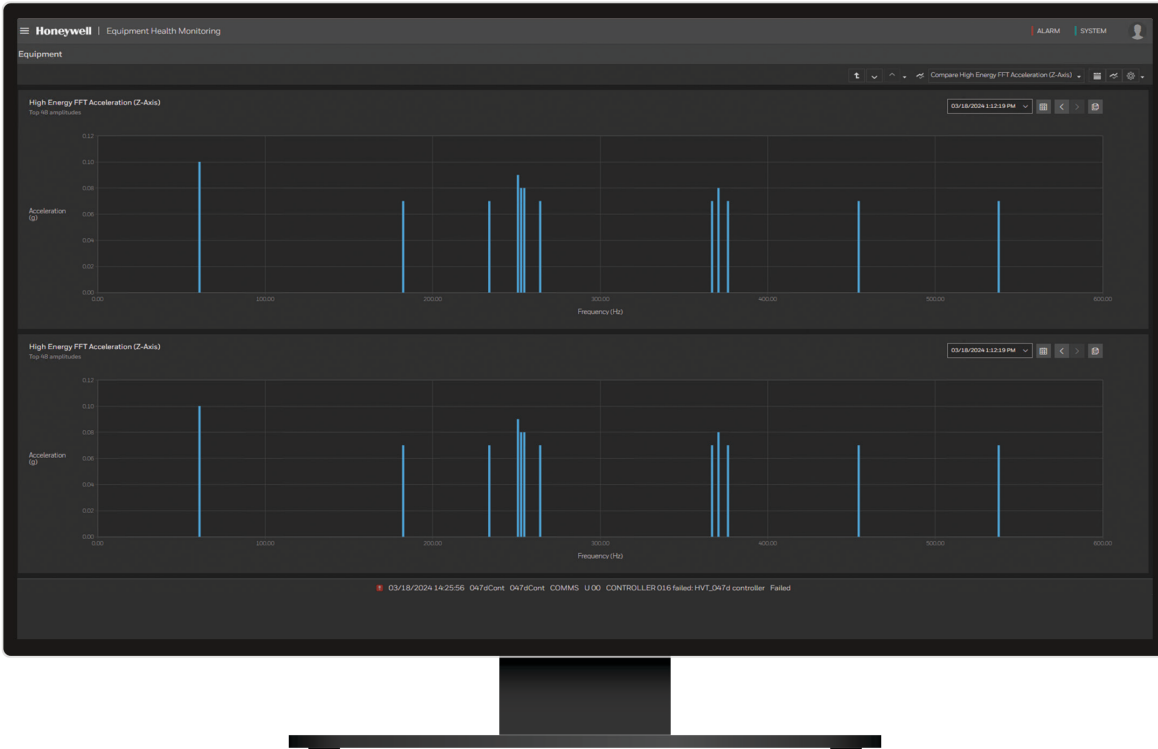 Honeywell | Equipment Health Monitoring
ALARM
SYSTEM
Equipment
Compare High Energy FFT Acceleration (Z-Axis)
High Energy FFT Acceleration (Z-Axis)
Top 48 amplitudes
03/18/2024 1:12:19 PM
0.12
0.10
0.08
0.06
0.04
0.02
0.00
Acceleration
(g)
0.00 100.00 200.00 300.00 400.00 500.00 600.00
Frequency (Hz)
High Energy FFT Acceleration (Z-Axis)
Top 48 amplitudes
03/18/2024 1:12:19 PM
0.12
0.10
0.08
0.06
0.04
0.02
0.00
Acceleration
(g)
0.00 100.00 200.00 300.00 400.00 500.00 600.00
Frequency (Hz)
03/18/2024 14:25:56 047dCont 047dCont COMMS U 00 CONTROLLER 016 failed: HVT_047d controller Failed